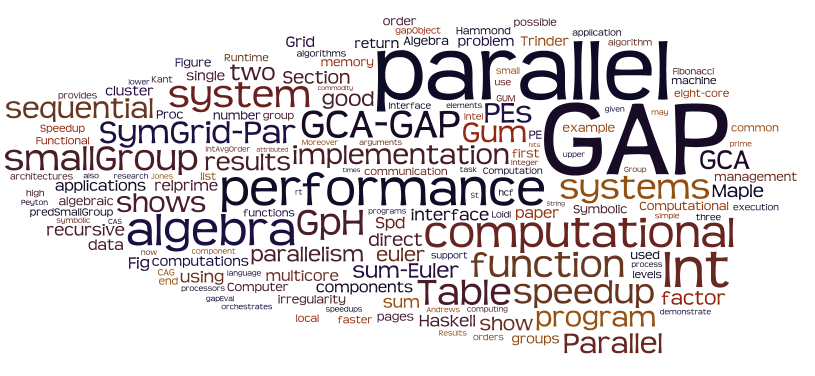 order
gapObject
Hammond
possible
Grid
return
Algebra
problem
Trinder
application
algorithms
algorithm
Figure
Runtime
memory
parallel
Fibonacci
lower
Kant
single
two
Section
small
machine
provides
cluster
system
good
commodity
use
GUM
eight-core
sequential
Proc
number
group
interface
elements
PEs
given
may
GAP
Speedup
SymGrid-Par
GCA-GAP
Intel
Gum
PE
example
common
Functional
IntAvgOrder
attributed
Moreover
arguments
hits
prime
smallGroup
results
implementation
first
Integer
upper
GCA
architectures
also
research
Jones
list
times
communication
task
Computation
Group
management
high
applications
relprime
rt
performance
st
hcf
systems
Maple
Peyton
algebraic
predSmallGroup
shows
functions
programs
interface
Loidl
String
paper
Symbolic
Computational
execution
symbolic
CAS
algebra
GpH
Spd
simple
three
recursive
direct
computational
data
now
component
parallelism
euler
support
function
used
process
Int
Fig
computations
CAG
language
multicore
sum-Euler
levels
end
using
processors
Computer
components
Table
speedup
factor
gapEval
irregularity
sum
orchestrates
speedups
Andrews
computing
program
demonstrate
local
faster
pages
Haskell
show
Results
orders
groups
Parallel